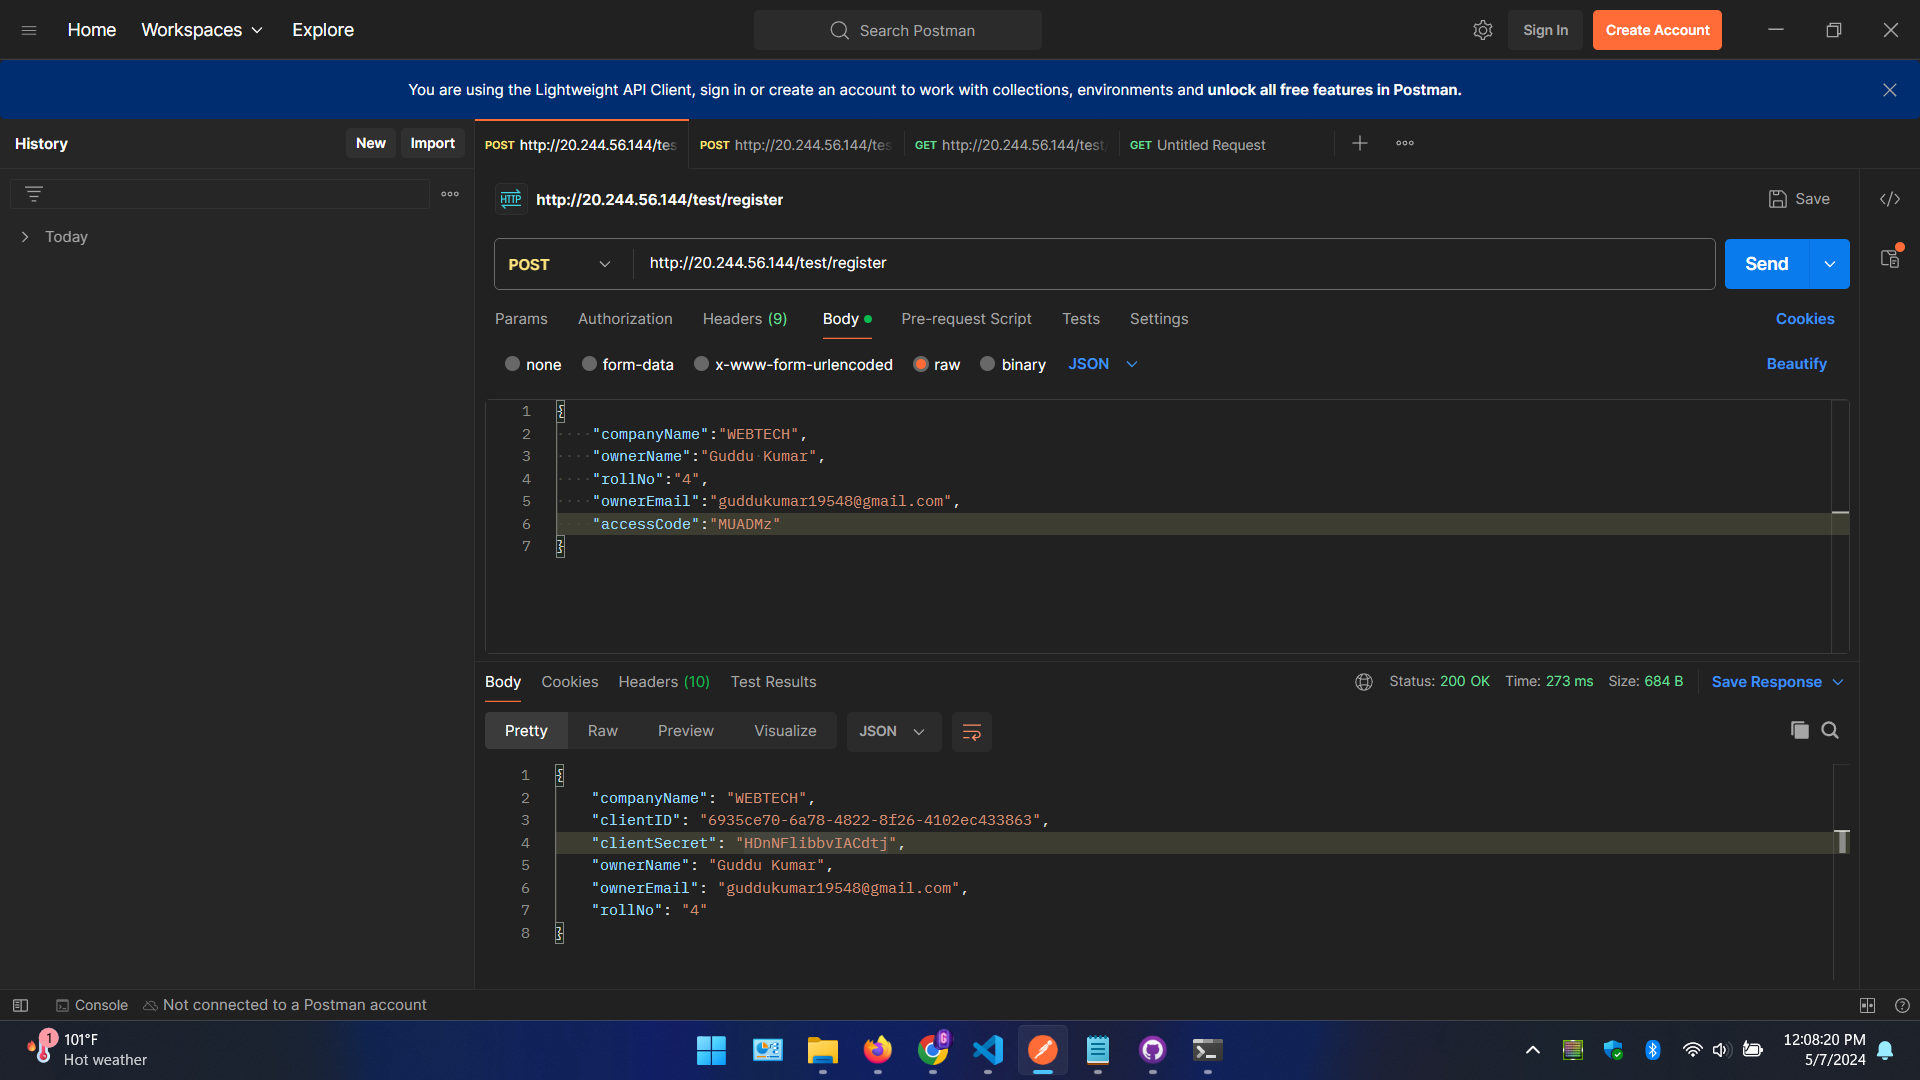 Home Workspaces Explore Search Postman Sign In Create Account
You are using the Lightweight API Client, sign in or create an account to work with collections, environments and unlock all free features in Postman.
History New Import
POST http://20.244.56.144/tes POST http://20.244.56.144/tes GET http://20.244.56.144/test/ GET Untitled Request
Today
HTTP http://20.244.56.144/test/register Save
POST http://20.244.56.144/test/register Send
Params Authorization Headers (9) Body Pre-request Script Tests Settings Cookies
none form-data x-www-form-urlencoded raw binary JSON Beautify
1 {
2 "companyName":"WEBTECH",
3 "ownerName":"Guddu Kumar",
4 "rollNo":"4",
5 "ownerEmail":"guddukumar19548@gmail.com",
6 "accessCode":"MUADMz"
7 }
Body Cookies Headers (10) Test Results Status: 200 OK Time: 273 ms Size: 684 B Save Response
Pretty Raw Preview Visualize JSON
1 {
2 "companyName": "WEBTECH",
3 "clientID": "6935ce70-6a78-4822-8f26-4102ec433863",
4 "clientSecret": "HDnNFlibbvIACdtj",
5 "ownerName": "Guddu Kumar",
6 "ownerEmail": "guddukumar19548@gmail.com",
7 "rollNo": "4"
8 }
Console Not connected to a Postman account
1 101°F
Hot weather
G
12:08:20 PM
5/7/2024